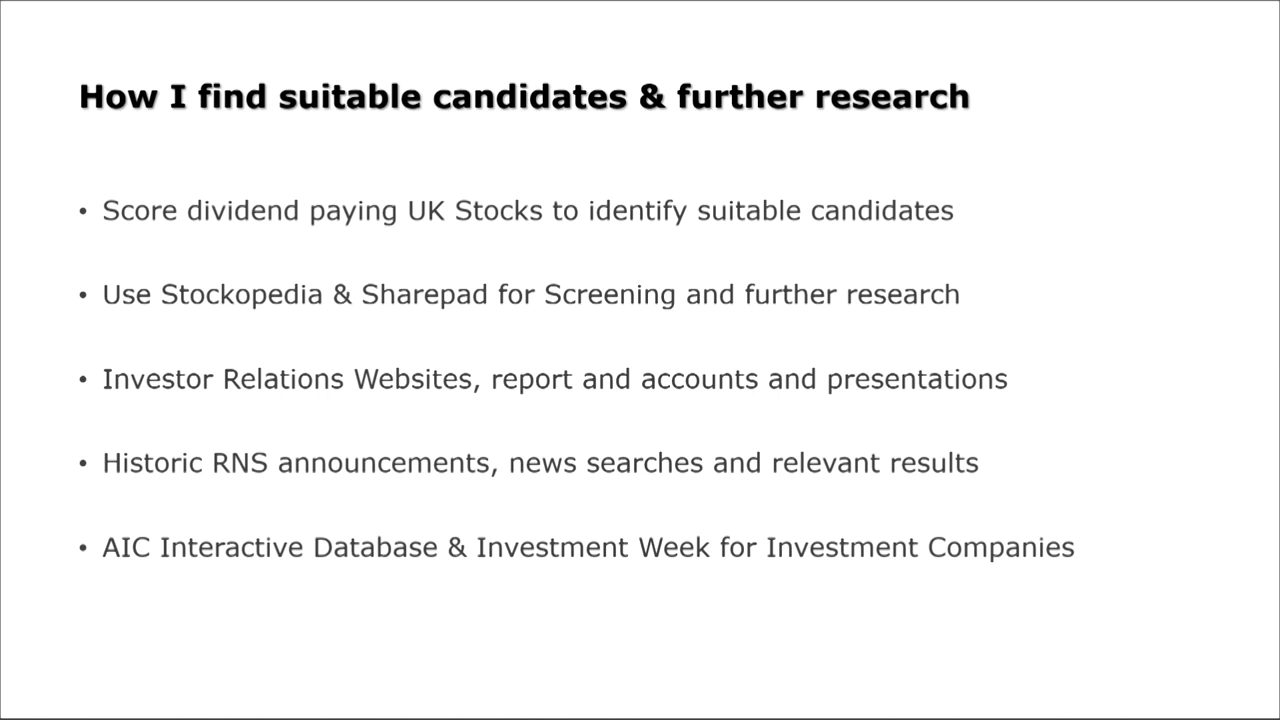 How I find suitable candidates & further research
• Score dividend paying UK Stocks to identify suitable candidates
• Use Stockopedia & Sharepad for Screening and further research
• Investor Relations Websites, report and accounts and presentations
• Historic RNS announcements, news searches and relevant results
• AIC Interactive Database & Investment Week for Investment Companies